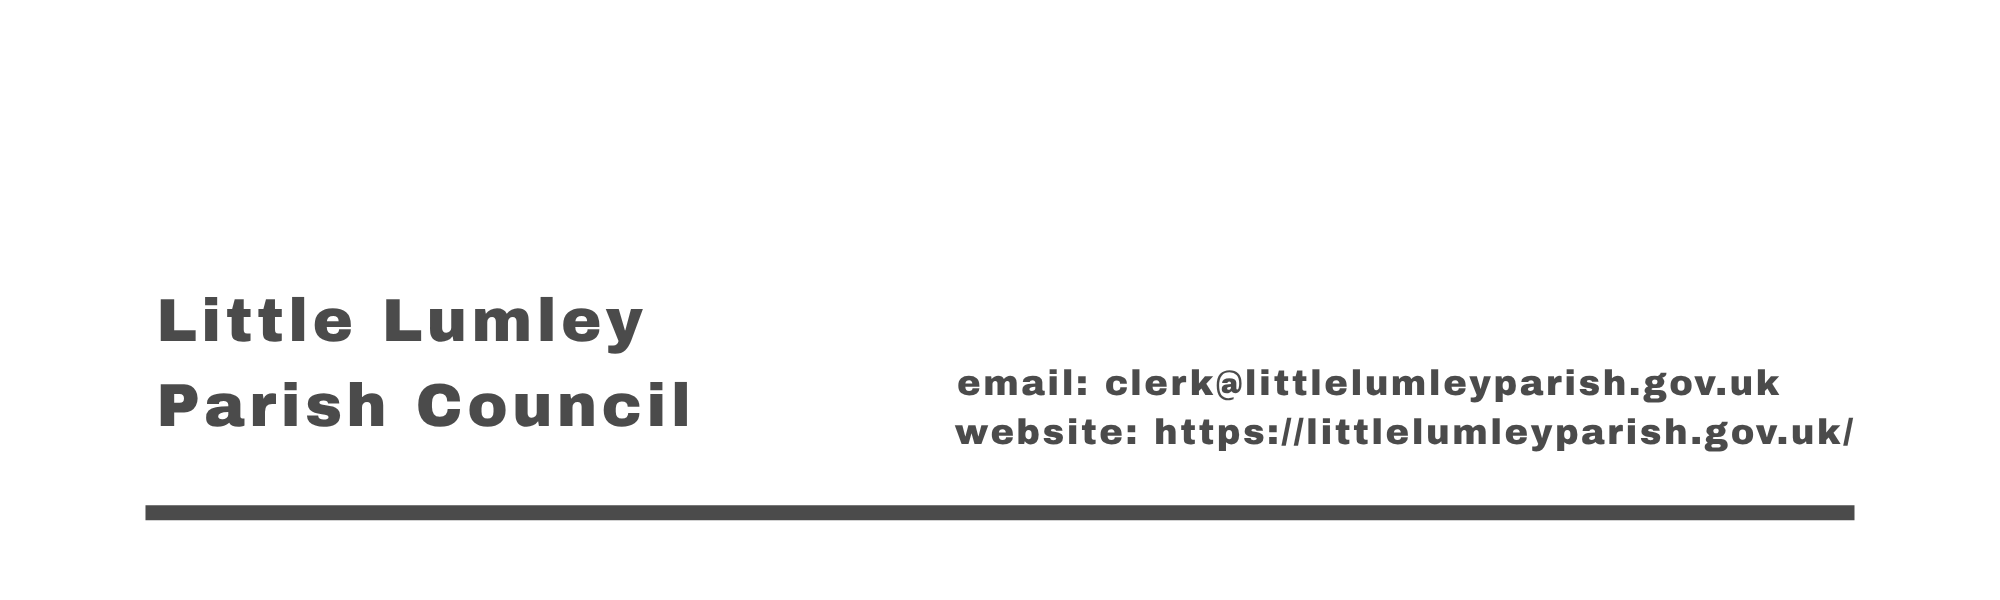 Little Lumley
Parish Council
email: clerk@littlelumleyparish.gov.uk
website: https://littlelumleyparish.gov.uk/